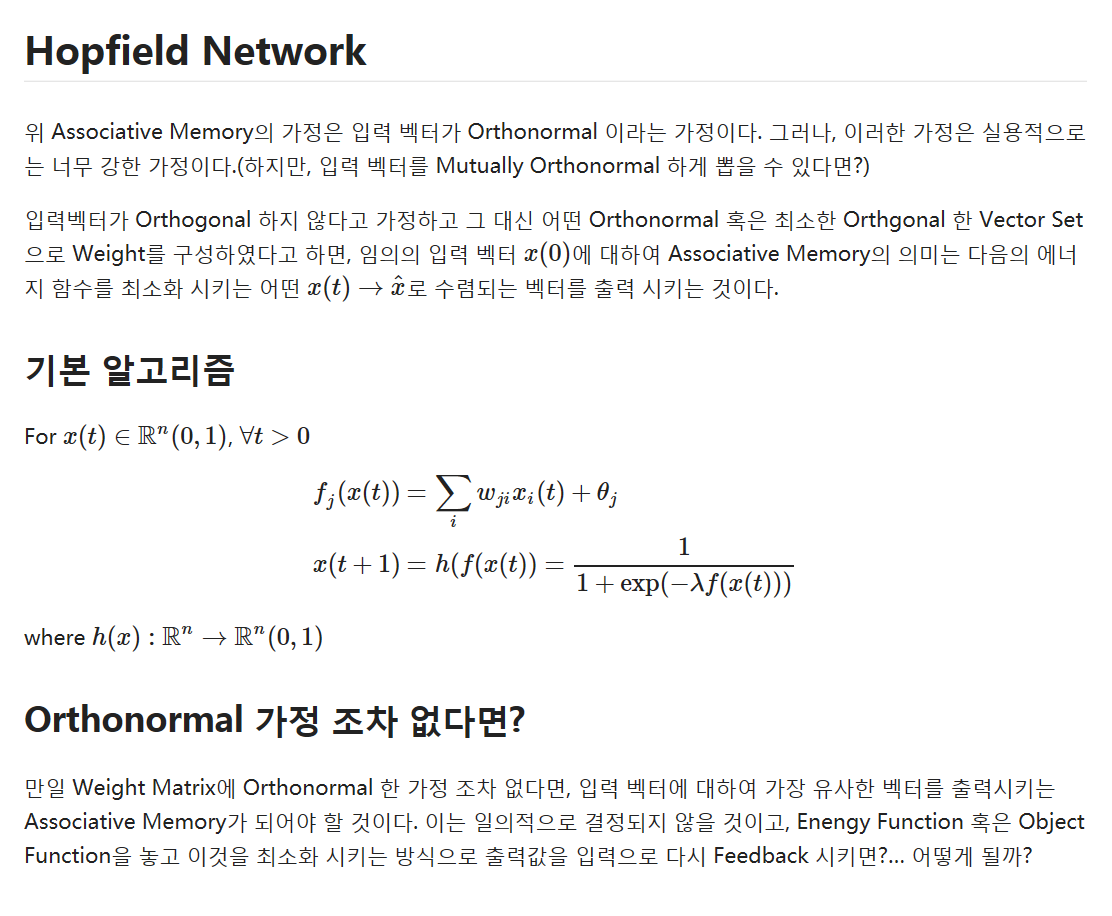 Hopfield Network
위 Associative Memory의 가정은 입력 벡터가 Orthonormal 이라는 가정이다. 그러나, 이러한 가정은 실용적으로
는 너무 강한 가정이다.(하지만, 입력 벡터를 Mutually Orthonormal 하게 뽑을 수 있다면?)
입력벡터가 Orthogonal 하지 않다고 가정하고 그 대신 어떤 Orthonormal 혹은 최소한 Orthgonal 한 Vector Set
으로 Weight를 구성하였다고 하면, 임의의 입력 벡터 x(0)에 대하여 Associative Memory의 의미는 다음의 에너
지 함수를 최소화 시키는 어떤 x(t) → x̂로 수렴되는 벡터를 출력 시키는 것이다.
기본 알고리즘
For x(t) ∈ ℝⁿ(0, 1), ∀t > 0
f_j(x(t)) = ∑_i w_{ji}x_i(t) + θ_j
x(t + 1) = h(f(x(t)) = 1 / (1 + exp(−λf(x(t))))
where h(x) : ℝⁿ → ℝⁿ(0, 1)
Orthonormal 가정 조차 없다면?
만일 Weight Matrix에 Orthonormal 한 가정 조차 없다면, 입력 벡터에 대하여 가장 유사한 벡터를 출력시키는
Associative Memory가 되어야 할 것이다. 이는 일의적으로 결정되지 않을 것이고, Enengy Function 혹은 Object
Function을 놓고 이것을 최소화 시키는 방식으로 출력값을 입력으로 다시 Feedback 시키면?... 어떻게 될까?